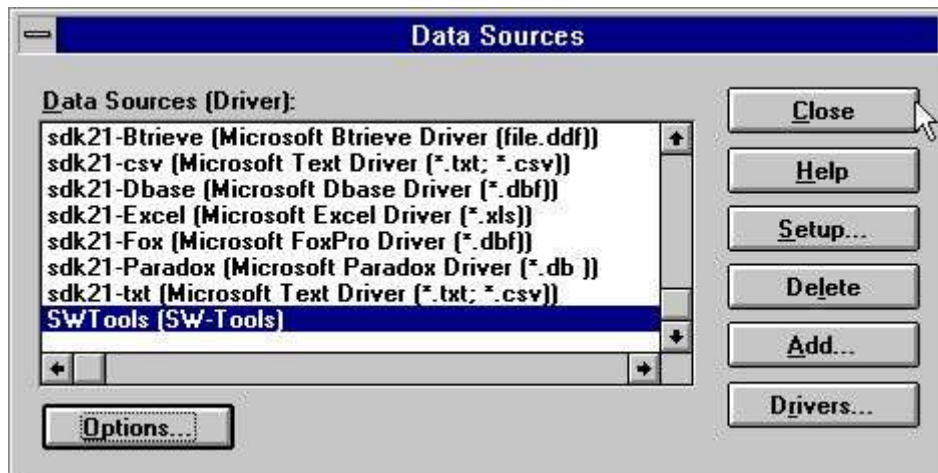 Data Sources
Data Sources (Driver):
sdk21-Btrieve (Microsoft Btrieve Driver (file.ddf))
sdk21-csv (Microsoft Text Driver (*.txt; *.csv))
sdk21-Dbase (Microsoft Dbase Driver (*.dbf))
sdk21-Excel (Microsoft Excel Driver (*.xls))
sdk21-Fox (Microsoft FoxPro Driver (*.dbf))
sdk21-Paradox (Microsoft Paradox Driver (*.db ))
sdk21-txt (Microsoft Text Driver (*.txt; *.csv))
SWTools (SW-Tools)
Options...
Close
Help
Setup...
Delete
Add...
Drivers...